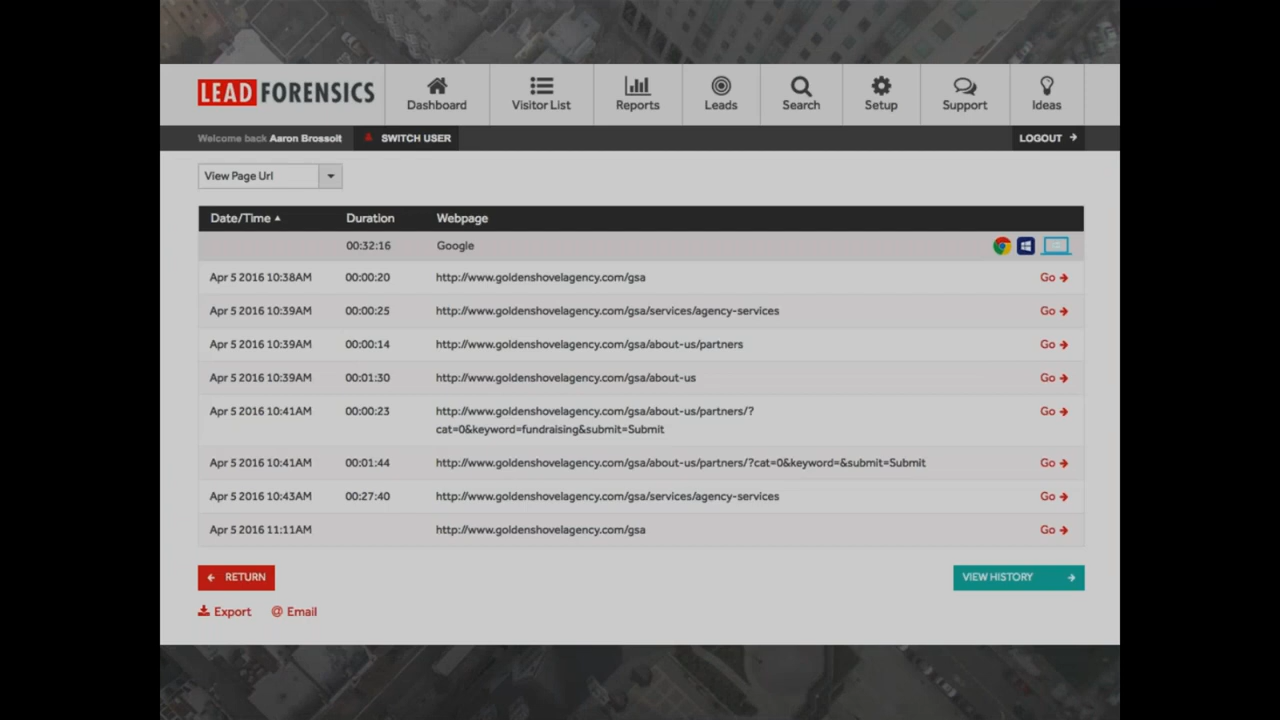 LEAD FORENSICS
Dashboard
Visitor List
Reports
Leads
Search
Setup
Support
Ideas
Welcome back Aaron Brossoit
SWITCH USER
LOGOUT
View Page Url
Date/Time Duration Webpage
00:32:16 Google
Apr 5 2016 10:38AM 00:00:20 http://www.goldenshovelagency.com/gsa Go
Apr 5 2016 10:39AM 00:00:25 http://www.goldenshovelagency.com/gsa/services/agency-services Go
Apr 5 2016 10:39AM 00:00:14 http://www.goldenshovelagency.com/gsa/about-us/partners Go
Apr 5 2016 10:39AM 00:01:30 http://www.goldenshovelagency.com/gsa/about-us Go
Apr 5 2016 10:41AM 00:00:23 http://www.goldenshovelagency.com/gsa/about-us/partners/? Go
cat=0&keyword=fundraising&submit=Submit
Apr 5 2016 10:41AM 00:01:44 http://www.goldenshovelagency.com/gsa/about-us/partners/?cat=0&keyword=&submit=Submit Go
Apr 5 2016 10:43AM 00:27:40 http://www.goldenshovelagency.com/gsa/services/agency-services Go
Apr 5 2016 11:11AM http://www.goldenshovelagency.com/gsa Go
RETURN
VIEW HISTORY
Export
Email